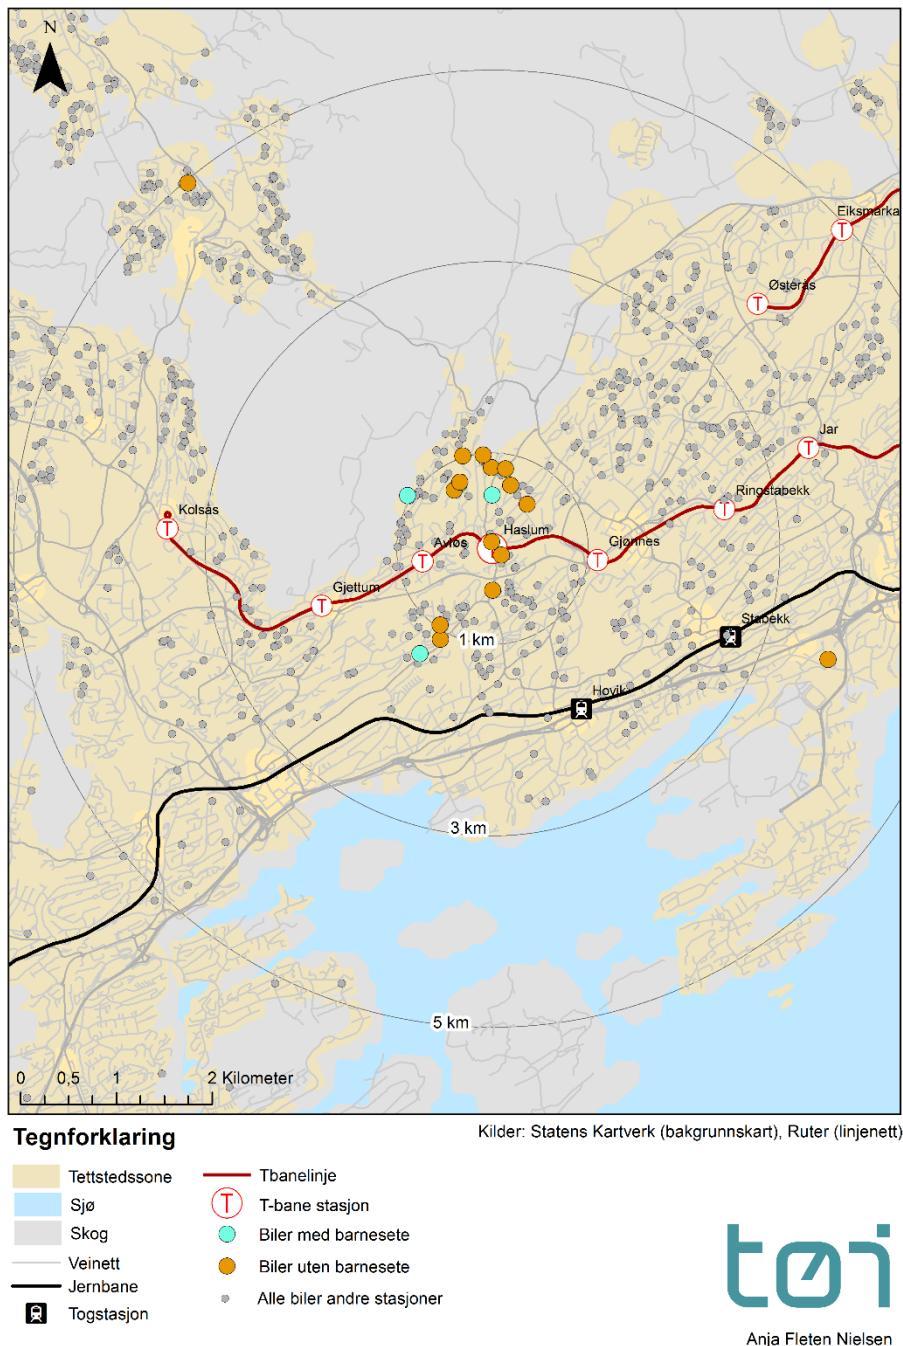 N
Eiksmarka
Østerås
Jar
Ringstabekk
Kolsås
Haslum
Avløs
Gjønnes
Gjettum
Stabekk
1 km
Hovik
3 km
5 km
0 0,5 1 2 Kilometer
Tegnforklaring
Kilder: Statens Kartverk (bakgrunnskart), Ruter (linjenett)
Tettstedssone
Sjø
Skog
Veinett
Jernbane
Togstasjon
Tbanelinje
T T-bane stasjon
Biler med barnesete
Biler uten barnesete
Alle biler andre stasjoner
tøi
Anja Fleten Nielsen